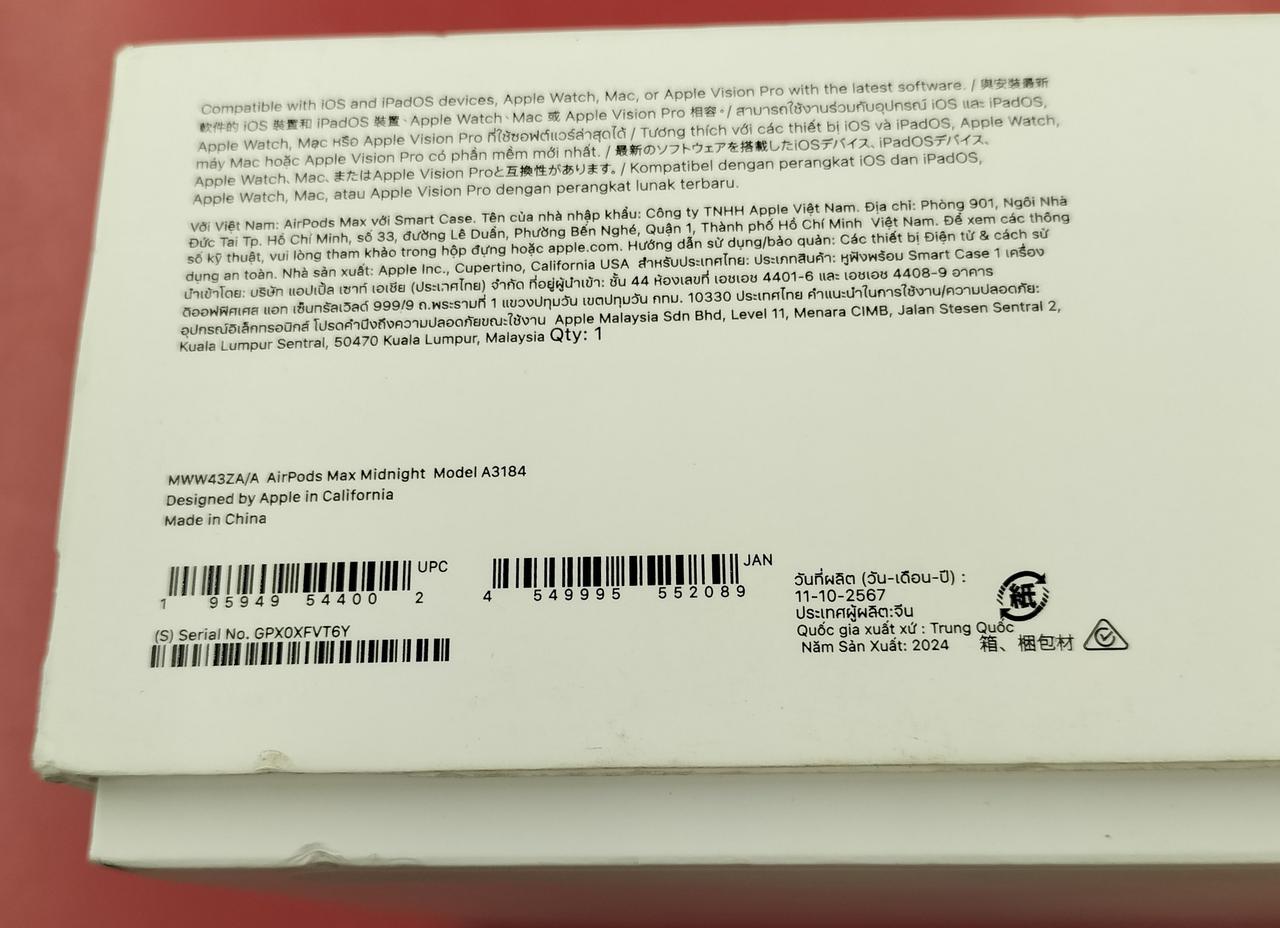 Compatible with iOS and iPadOS devices, Apple Watch, Mac, or Apple Vision Pro with the latest software. / 與安裝最新
軟件的 iOS 裝置和 iPadOS 裝置、Apple Watch、Mac 或 Apple Vision Pro 相容。/ สามารถใช้งานร่วมกับอุปกรณ์ iOS และ iPadOS,
Apple Watch, Mac หรือ Apple Vision Pro ที่ใช้ซอฟต์แวร์ล่าสุดได้ / Tương thích với các thiết bị iOS và iPadOS, Apple Watch,
máy Mac hoặc Apple Vision Pro có phần mềm mới nhất. / 最新のソフトウェアを搭載したiOSデバイス、iPadOSデバイス、
Apple Watch、Mac、またはApple Vision Proと互換性があります。/ Kompatibel dengan perangkat iOS dan iPadOS,
Apple Watch, Mac, atau Apple Vision Pro dengan perangkat lunak terbaru.
Với Việt Nam: AirPods Max với Smart Case. Tên của nhà nhập khẩu: Công ty TNHH Apple Việt Nam. Địa chỉ: Phòng 901, Ngôi Nhà
Đức Tại Tp. Hồ Chí Minh, số 33, đường Lê Duẩn, Phường Bến Nghé, Quận 1, Thành phố Hồ Chí Minh Việt Nam. Để xem các thông
số kỹ thuật, vui lòng tham khảo trong hộp đựng hoặc apple.com. Hướng dẫn sử dụng/bảo quản: Các thiết bị Điện tử & cách sử
dụng an toàn. Nhà sản xuất: Apple Inc., Cupertino, California USA สำหรับประเทศไทย: ประเภทสินค้า: หูฟังพร้อม Smart Case 1 เครื่อง
นำเข้าโดย: บริษัท แอปเปิ้ล เซาท์ เอเชีย (ประเทศไทย) จำกัด ที่อยู่ผู้นำเข้า: ชั้น 44 ห้องเลขที่ เอชเอช 4401-6 และ เอชเอช 4408-9 อาคาร
ดิออฟฟิศเศส แอท เซ็นทรัลเวิลด์ 999/9 ถ.พระรามที่ 1 แขวงปทุมวัน เขตปทุมวัน กทม. 10330 ประเทศไทย คำแนะนำในการใช้งาน/ความปลอดภัย:
อุปกรณ์อิเล็กทรอนิกส์ โปรดคำนึงถึงความปลอดภัยขณะใช้งาน Apple Malaysia Sdn Bhd, Level 11, Menara CIMB, Jalan Stesen Sentral 2,
Kuala Lumpur Sentral, 50470 Kuala Lumpur, Malaysia Qty: 1
MWW43ZA/A AirPods Max Midnight Model A3184
Designed by Apple in California
Made in China
UPC
1 95949 54400 2
JAN
4 549995 552089
(S) Serial No. GPX0XFVT6Y
วันที่ผลิต (วัน-เดือน-ปี) :
11-10-2567
ประเทศผู้ผลิต:จีน
Quốc gia xuất xứ : Trung Quốc
Năm Sản Xuất: 2024
紙
箱、梱包材